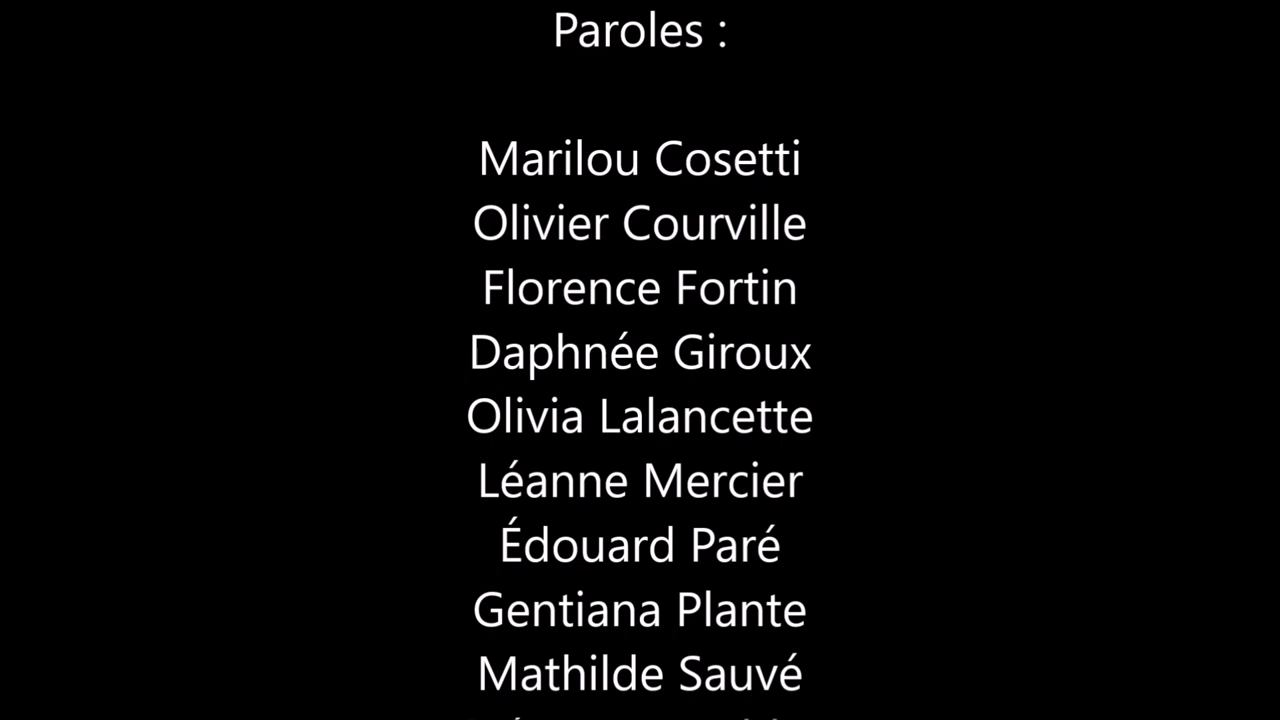 Paroles :
Marilou Cosetti
Olivier Courville
Florence Fortin
Daphnée Giroux
Olivia Lalancette
Léanne Mercier
Édouard Paré
Gentiana Plante
Mathilde Sauvé